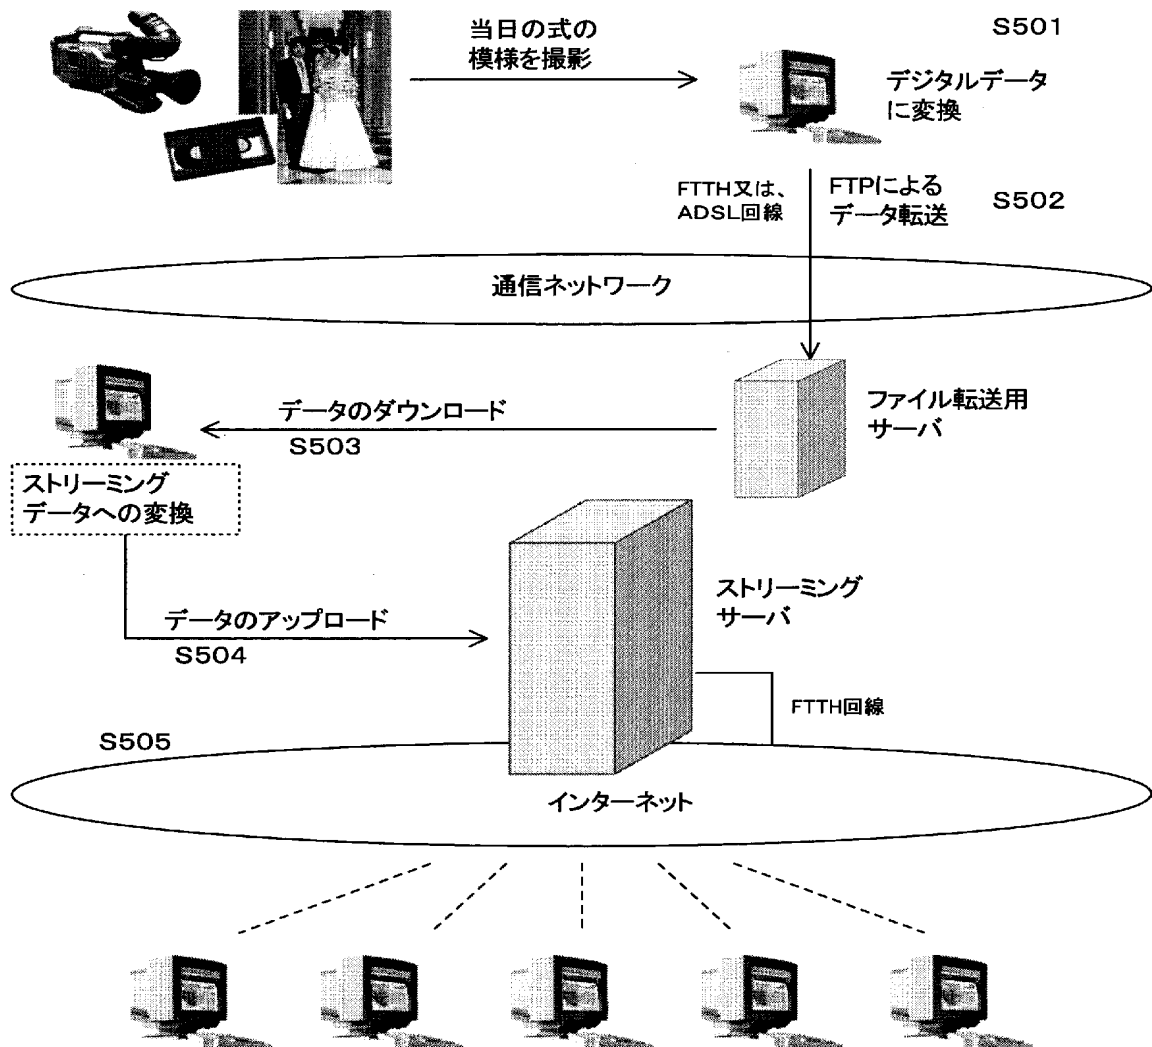 当日の式の
模様を撮影
S501
デジタルデータ
に変換
FTTH又は、
ADSL回線
FTPによる
データ転送
S502
通信ネットワーク
データのダウンロード
S503
ファイル転送用
サーバ
ストリーミング
データへの変換
ストリーミング
サーバ
データのアップロード
S504
FTTH回線
S505
インターネット